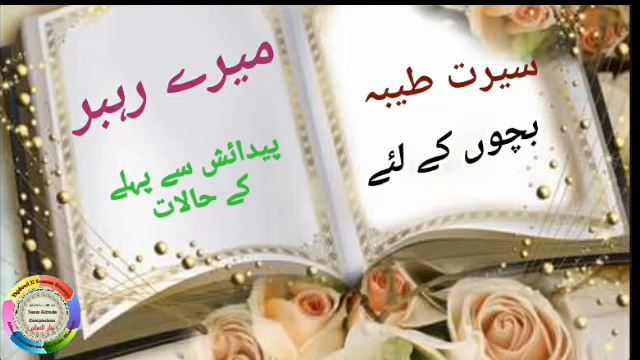 سیرت طیبہ
بچوں کے لئے
میرے رہبر
پیدائش سے پہلے
کے حالات